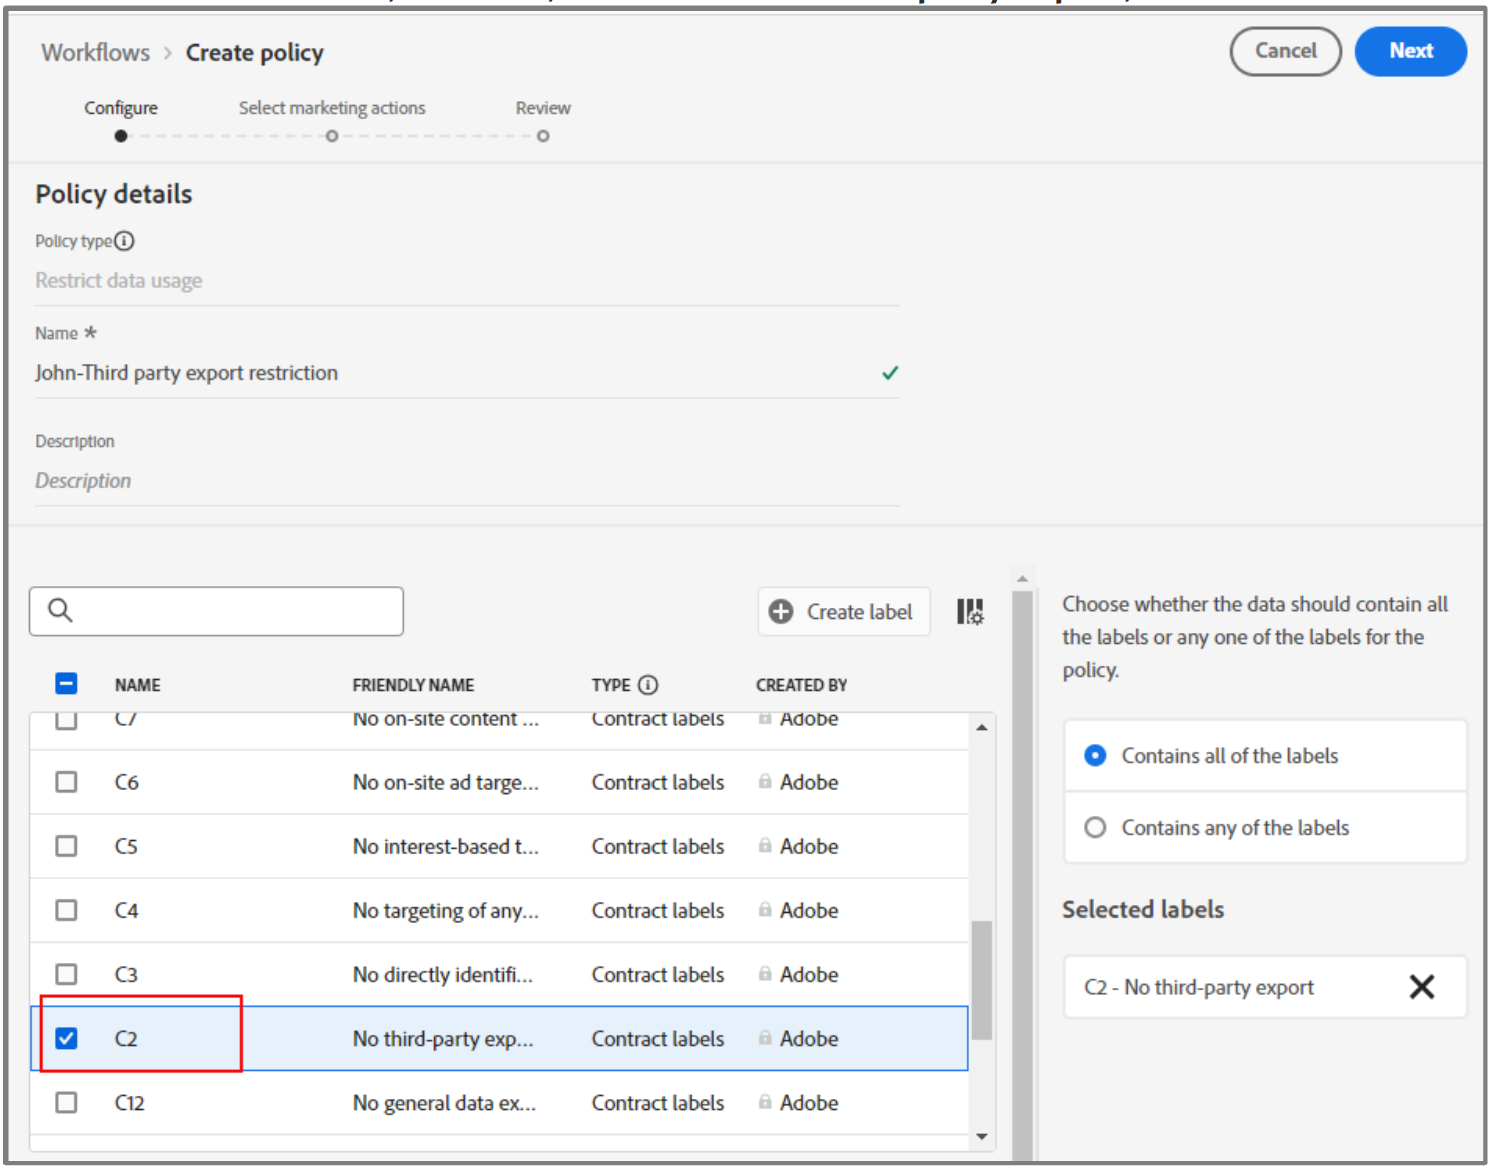 Workflows > Create policy
Cancel
Next
Configure
Select marketing actions
Review
Policy details
Policy type
Restrict data usage
Name *
John-Third party export restriction
Description
Description
Create label
NAME
FRIENDLY NAME
TYPE
CREATED BY
C7 No on-site content ... Contract labels Adobe
C6 No on-site ad targe... Contract labels Adobe
C5 No interest-based t... Contract labels Adobe
C4 No targeting of any... Contract labels Adobe
C3 No directly identifi... Contract labels Adobe
C2 No third-party exp... Contract labels Adobe
C12 No general data ex... Contract labels Adobe
Choose whether the data should contain all
the labels or any one of the labels for the
policy.
Contains all of the labels
Contains any of the labels
Selected labels
C2 - No third-party export